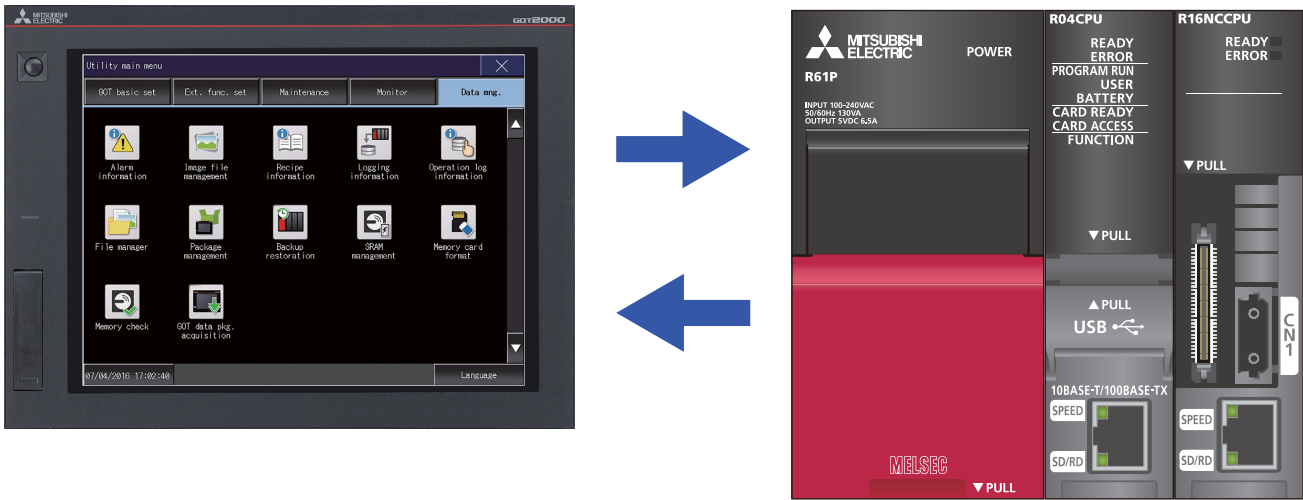 MITSUBISHI
ELECTRIC
GOT2000
Utility main menu
GOT basic set
Ext. func. set
Maintenance
Monitor
Data mng.
Alarm
information
Image file
management
Recipe
information
Logging
information
Operation log
information
File manager
Package
management
Backup
restoration
SRAM
management
Memory card
format
Memory check
GOT data pkg.
acquisition
07/04/2016 17:02:40
Language
MITSUBISHI
ELECTRIC
POWER
R61P
INPUT 100-240VAC
50/60Hz 130VA
OUTPUT 5VDC 6.5A
MELSEC
▼PULL
R04CPU
READY
ERROR
PROGRAM RUN
USER
BATTERY
CARD READY
CARD ACCESS
FUNCTION
▼PULL
▲PULL
USB
10BASE-T/100BASE-TX
SPEED
SD/RD
R16NCCPU
READY
ERROR
▼PULL
CN1
SPEED
SD/RD